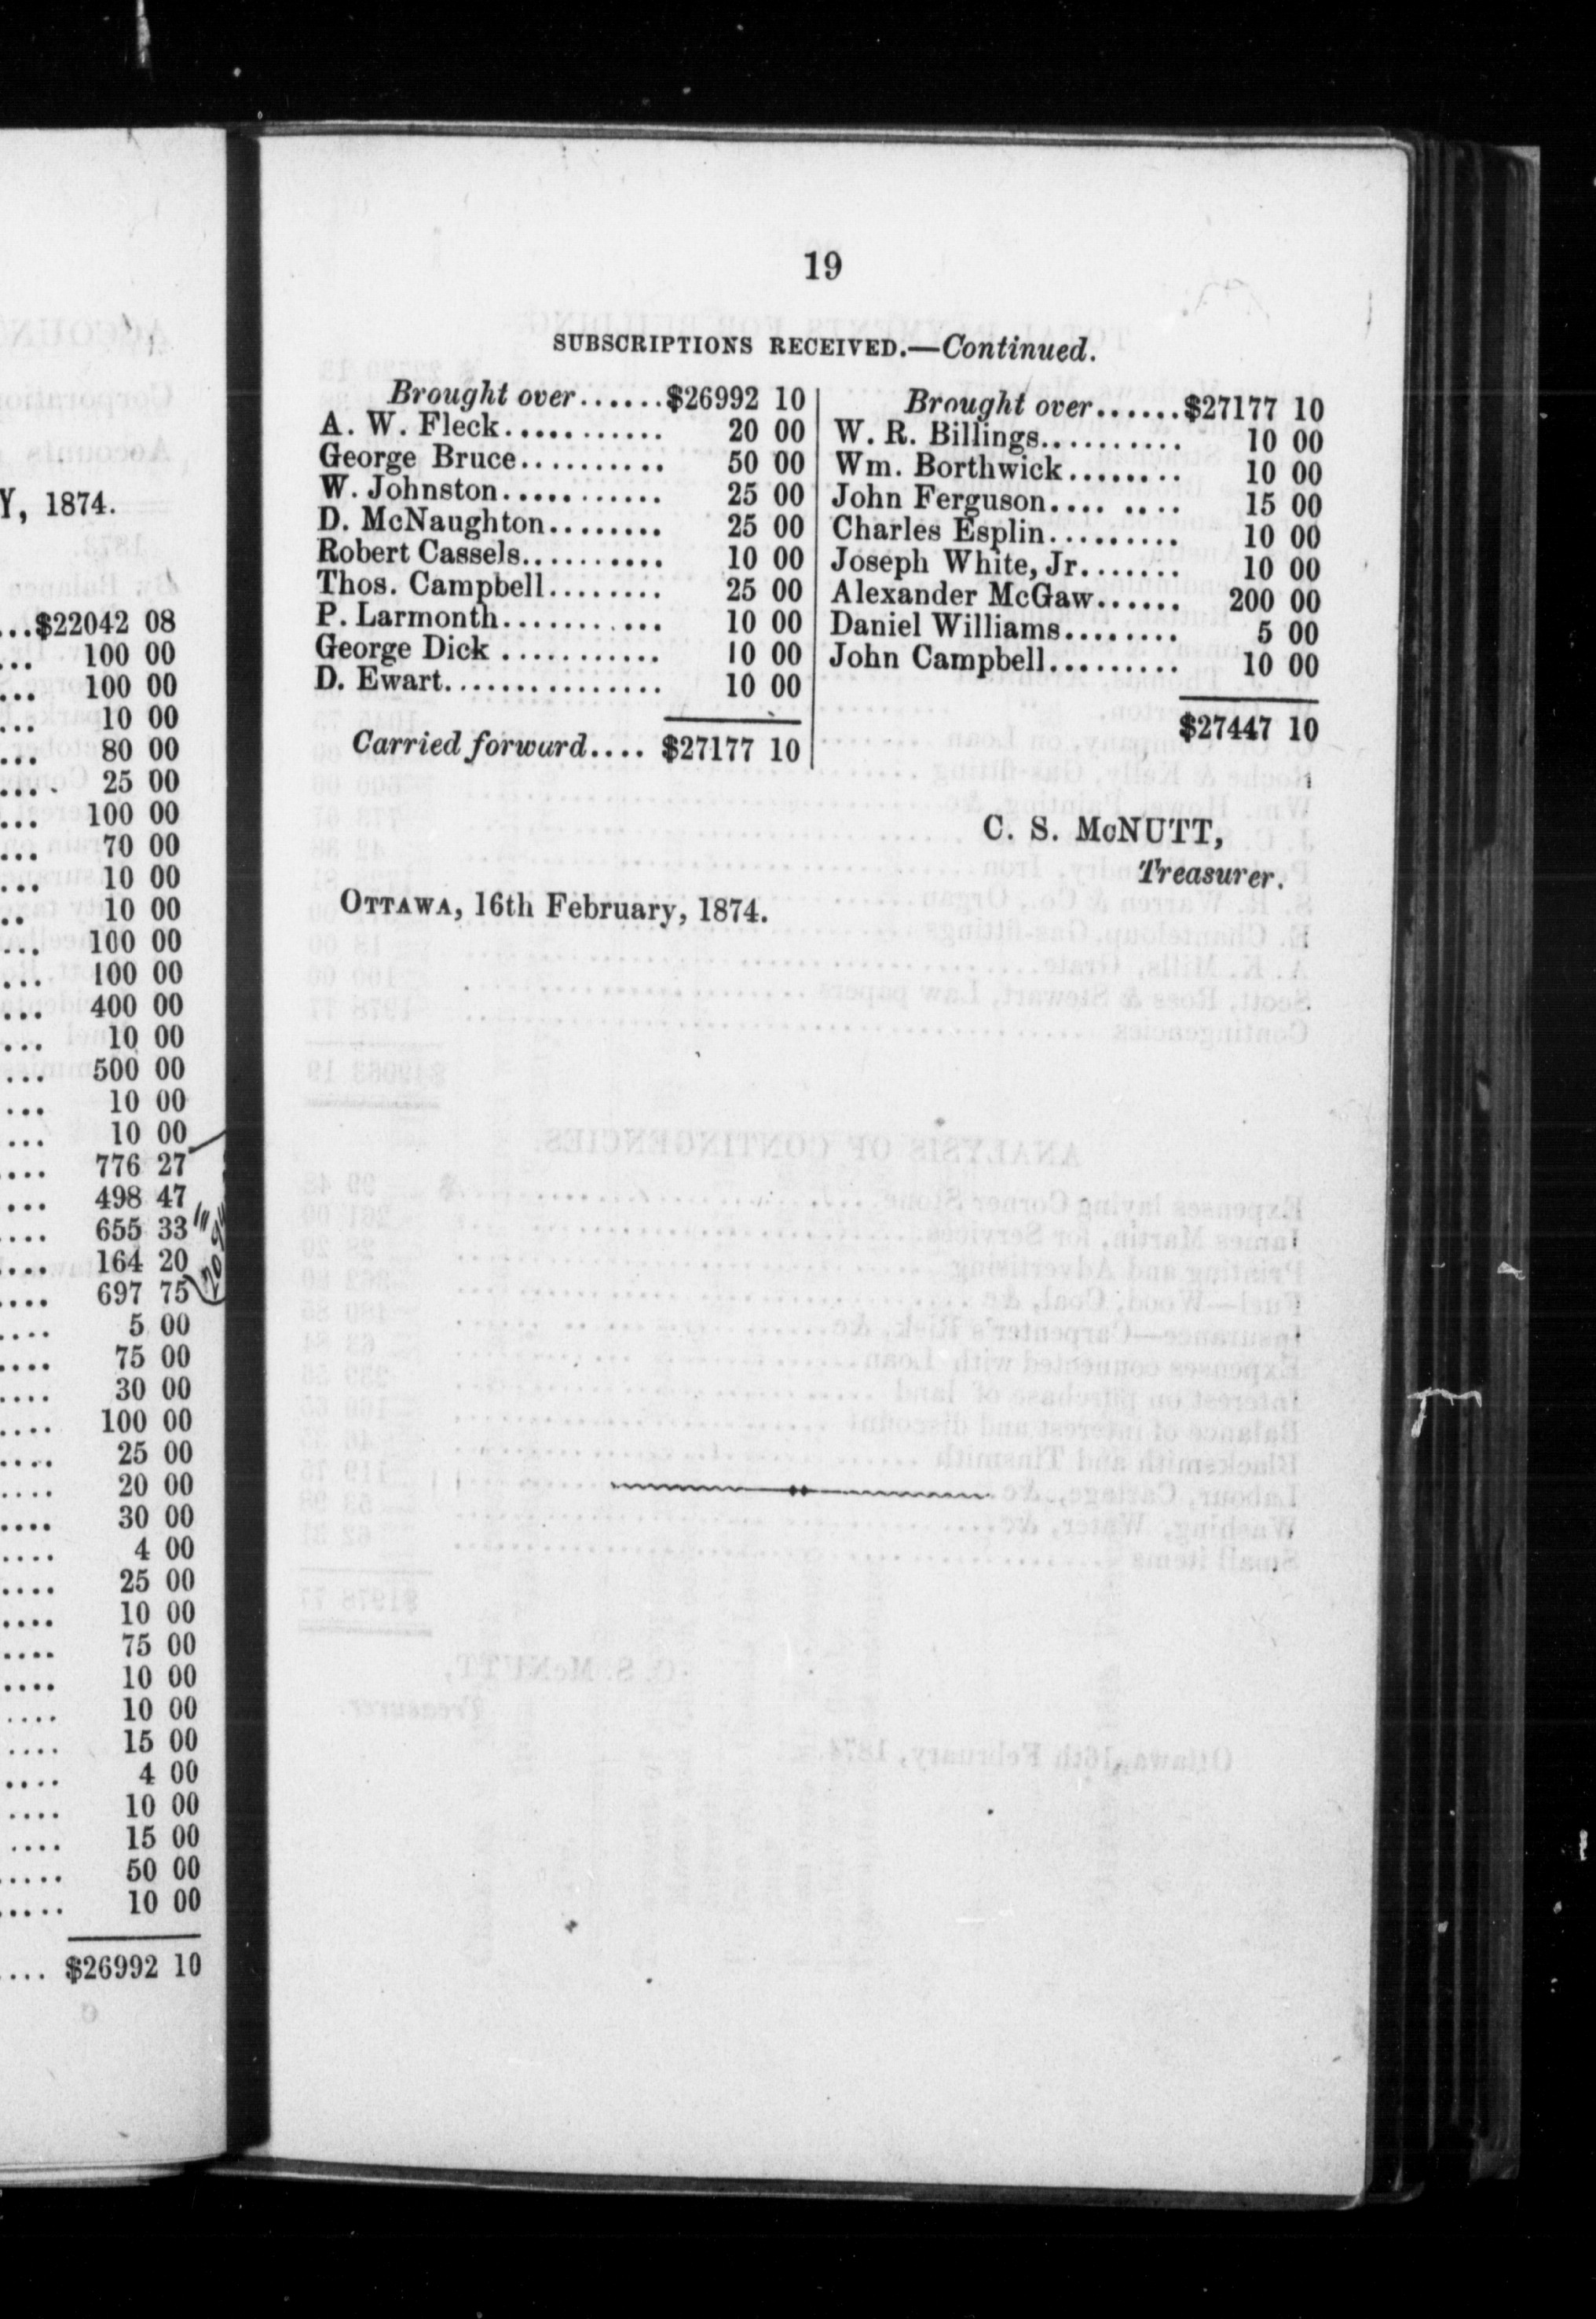 Y, 1874.
...$22042 08
... 100 00
... 100 00
... 10 00
... 80 00
.... 25 00
... 100 00
... 70 00
... 10 00
.. 10 00
... 100 00
... 100 00
... 400 00
... 10 00
... 500 00
... 10 00
... 10 00
.... 776 27
... 498 47
.... 655 33
.... 164 20
.... 697 75
.... 5 00
.... 75 00
.... 30 00
.... 100 00
.... 25 00
.... 20 00
.... 30 00
.... 4 00
.... 25 00
.... 10 00
.... 75 00
.... 10 00
.... 10 00
.... 15 00
.... 4 00
.... 10 00
.... 15 00
..... 50 00
..... 10 00
.... $26992 10
19
SUBSCRIPTIONS RECEIVED.—Continued.
Brought over......$26992 10
A. W. Fleck............ 20 00
George Bruce.......... 50 00
W. Johnston............ 25 00
D. McNaughton........ 25 00
Robert Cassels.......... 10 00
Thos. Campbell........ 25 00
P. Larmonth............ 10 00
George Dick ........... 10 00
D. Ewart............... 10 00
Carried forward.... $27177 10
Brought over......$27177 10
W. R. Billings.......... 10 00
Wm. Borthwick........ 10 00
John Ferguson.... .... 15 00
Charles Esplin......... 10 00
Joseph White, Jr....... 10 00
Alexander McGaw...... 200 00
Daniel Williams........ 5 00
John Campbell......... 10 00
$27447 10
C. S. McNUTT,
Treasurer.
OTTAWA, 16th February, 1874.